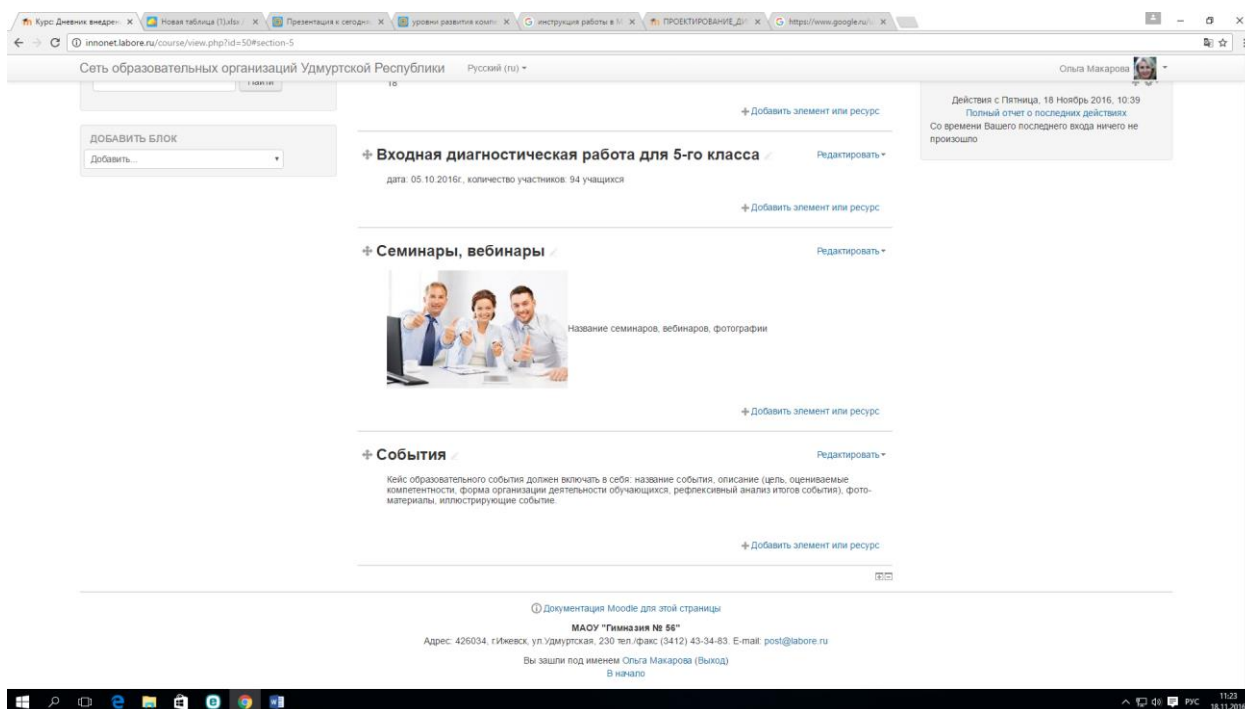 Курс: Дневник внедрен
Новая таблица (1).xlsx /
Презентация к сегодн
уровни развития компе
инструкция работы в М
ПРОЕКТИРОВАНИЕ_ДИ
https://www.google.ru/
innonet.labore.ru/course/view.php?id=50#section-5
Сеть образовательных организаций Удмуртской Республики
Русский (ru)
Ольга Макарова
Найти
18
Добавить элемент или ресурс
Действия с Пятница, 18 Ноябрь 2016, 10:39
Полный отчет о последних действиях
Со времени Вашего последнего входа ничего не
произошло
ДОБАВИТЬ БЛОК
Добавить...
Входная диагностическая работа для 5-го класса
Редактировать
дата: 05.10.2016г., количество участников: 94 учащихся
Добавить элемент или ресурс
Семинары, вебинары
Редактировать
Название семинаров, вебинаров, фотографии
Добавить элемент или ресурс
События
Редактировать
Кейс образовательного события должен включать в себя: название события, описание (цель, оцениваемые
компетентности, форма организации деятельности обучающихся, рефлексивный анализ итогов события), фото-
материалы, иллюстрирующие событие.
Добавить элемент или ресурс
Документация Moodle для этой страницы
МАОУ "Гимназия № 56"
Адрес: 426034, г.Ижевск, ул.Удмуртская, 230 тел./факс (3412) 43-34-83. E-mail: post@labore.ru
Вы зашли под именем Ольга Макарова (Выход)
В начало
РУС
11:23
18.11.2016